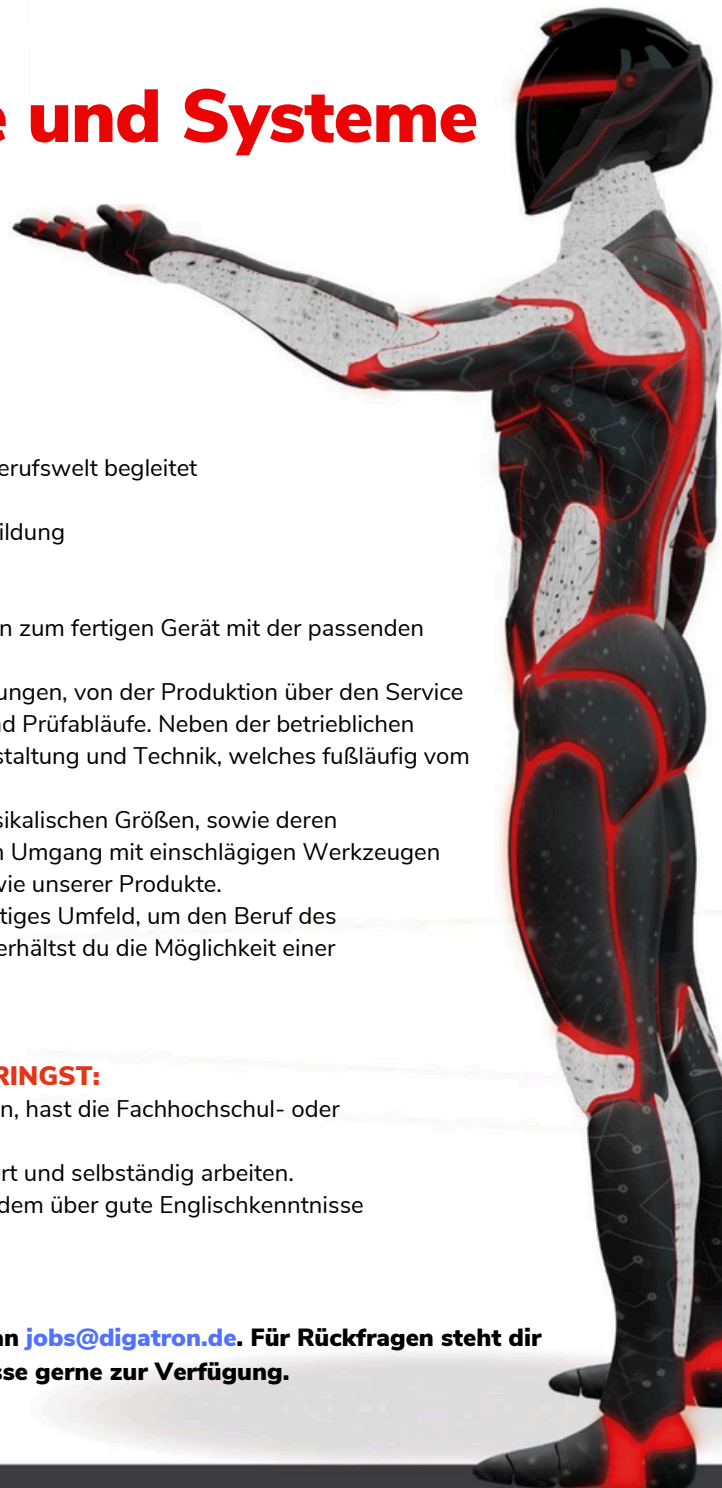 e und Systeme
erufswelt begleitet
ildung
n zum fertigen Gerät mit der passenden
ungen, von der Produktion über den Service
nd Prüfabläufe. Neben der betrieblichen
staltung und Technik, welches fußläufig vom
sikalischen Größen, sowie deren
n Umgang mit einschlägigen Werkzeugen
wie unserer Produkte.
tiges Umfeld, um den Beruf des
erhältst du die Möglichkeit einer
RINGST:
n, hast die Fachhochschul- oder
rt und selbständig arbeiten.
dem über gute Englischkenntnisse
an jobs@digatron.de. Für Rückfragen steht dir
sse gerne zur Verfügung.